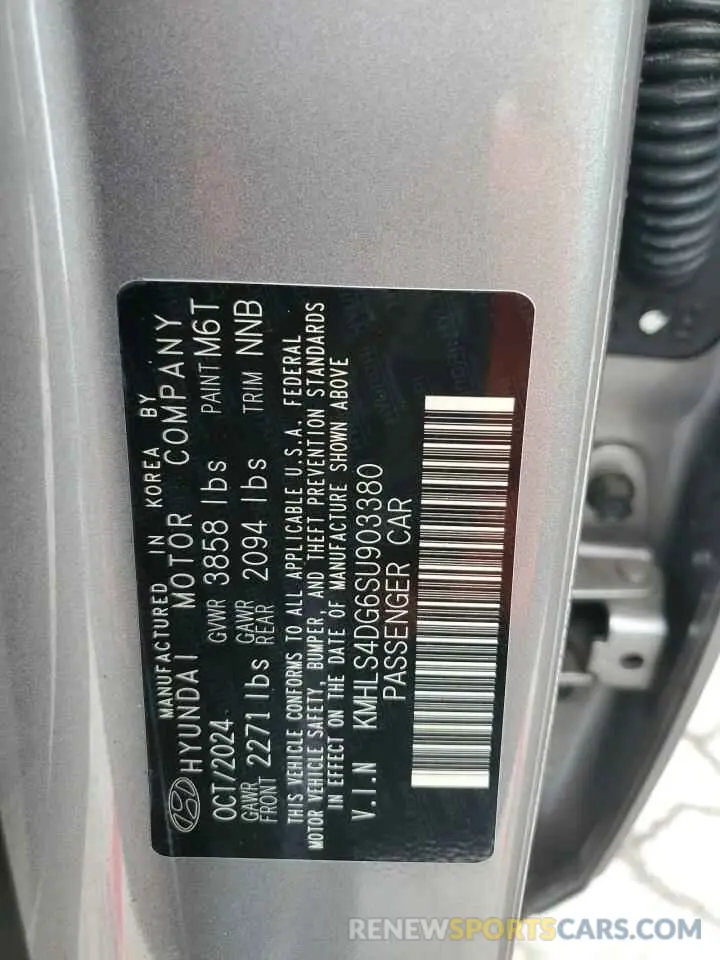 MANUFACTURED IN KOREA BY
HYUNDAI MOTOR COMPANY
OCT/2024 GVWR 3858 lbs PAINT M6T
GAWR FRONT 2271 lbs GAWR REAR 2094 lbs TRIM NNB
THIS VEHICLE CONFORMS TO ALL APPLICABLE U.S.A. FEDERAL
MOTOR VEHICLE SAFETY, BUMPER, AND THEFT PREVENTION STANDARDS
IN EFFECT ON THE DATE OF MANUFACTURE SHOWN ABOVE
V.I.N KMHLS4DG6SU903380
PASSENGER CAR
RENEWSPORTSCARS.COM